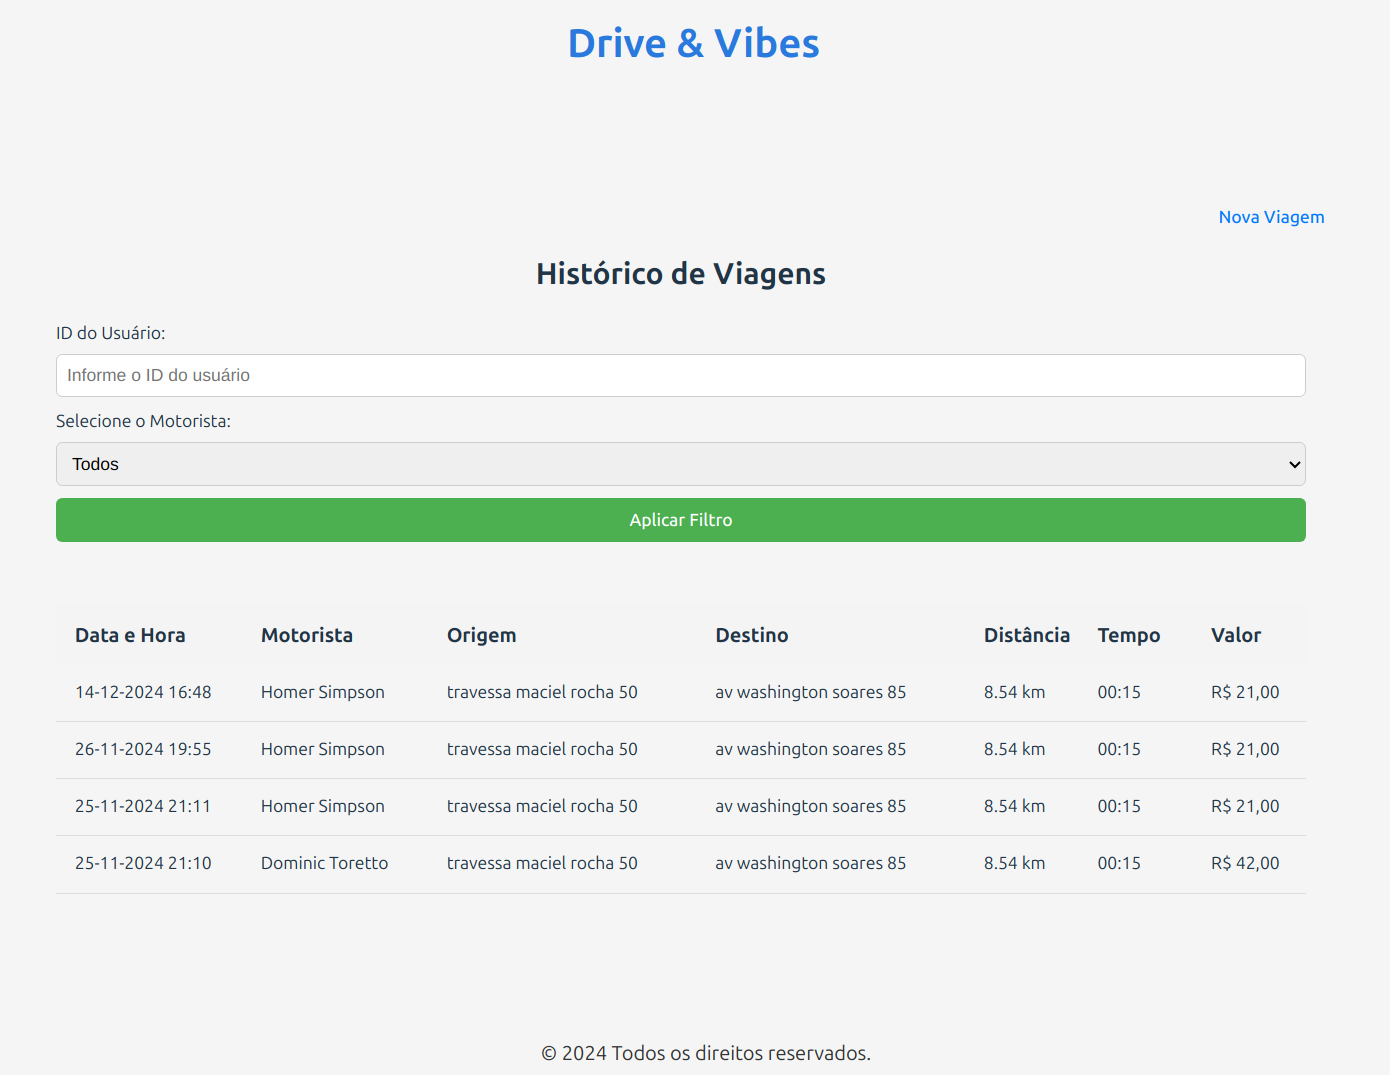 Drive & Vibes
Nova Viagem
Histórico de Viagens
ID do Usuário:
Informe o ID do usuário
Selecione o Motorista:
Todos
Aplicar Filtro
Data e Hora Motorista Origem Destino Distância Tempo Valor
14-12-2024 16:48 Homer Simpson travessa maciel rocha 50 av washington soares 85 8.54 km 00:15 R$ 21,00
26-11-2024 19:55 Homer Simpson travessa maciel rocha 50 av washington soares 85 8.54 km 00:15 R$ 21,00
25-11-2024 21:11 Homer Simpson travessa maciel rocha 50 av washington soares 85 8.54 km 00:15 R$ 21,00
25-11-2024 21:10 Dominic Toretto travessa maciel rocha 50 av washington soares 85 8.54 km 00:15 R$ 42,00
© 2024 Todos os direitos reservados.